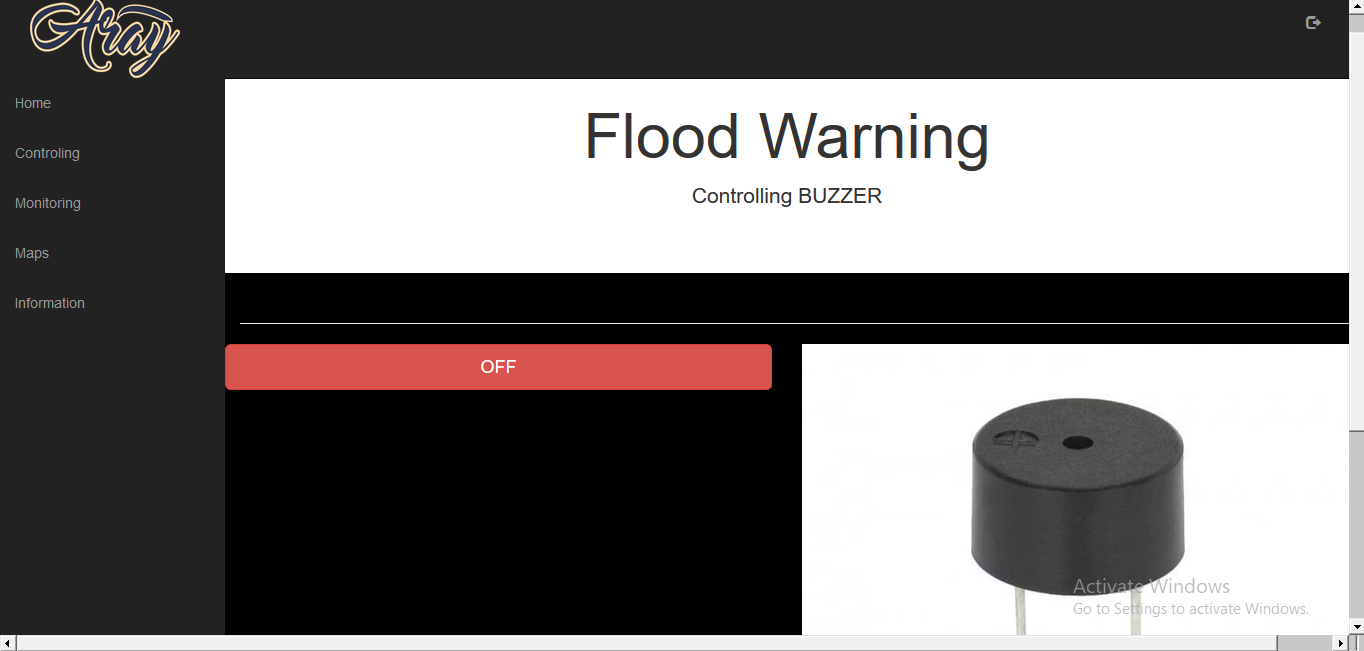 Aray
Home
Controling
Monitoring
Maps
Information
Flood Warning
Controlling BUZZER
OFF
Activate Windows
Go to Settings to activate Windows.